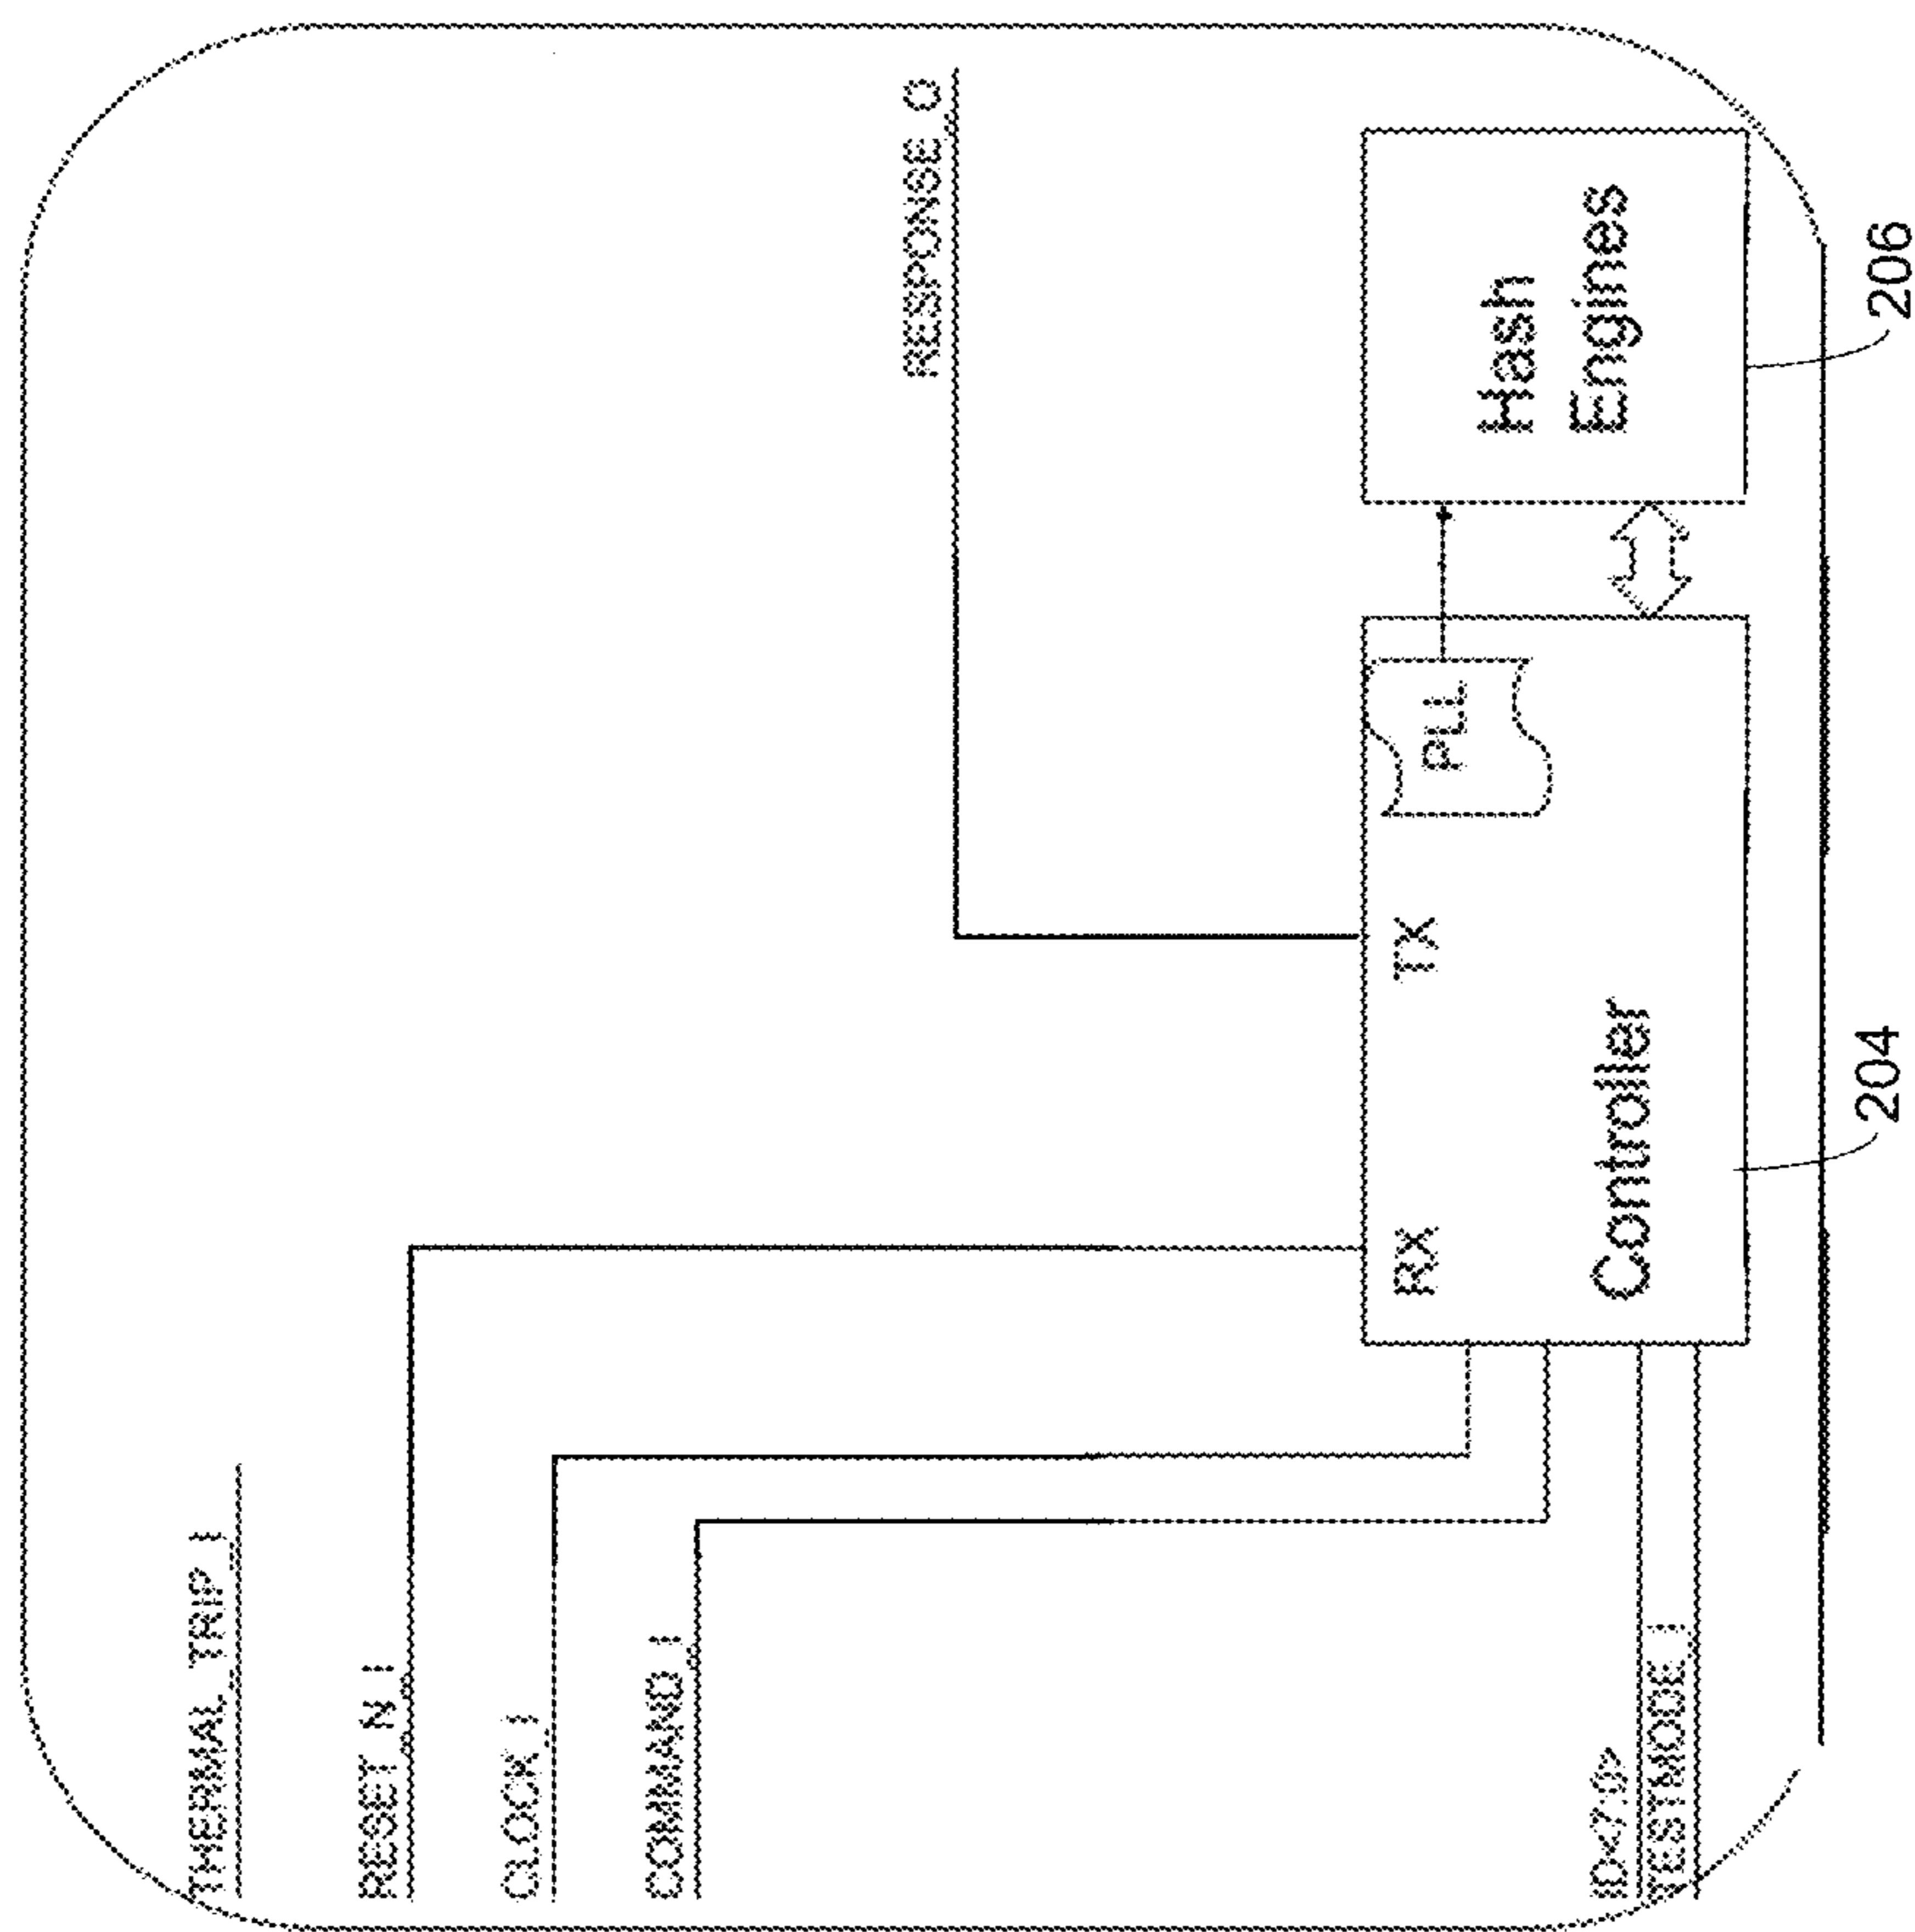 THERMAL_TRIP_I
RESET_N_I
CLOCK_I
COMMAND_I
RESPONSE_O
RX
TX
PLL
Controller
Hash
Engines
ID<7:0>
TESTMODE_I
204
206